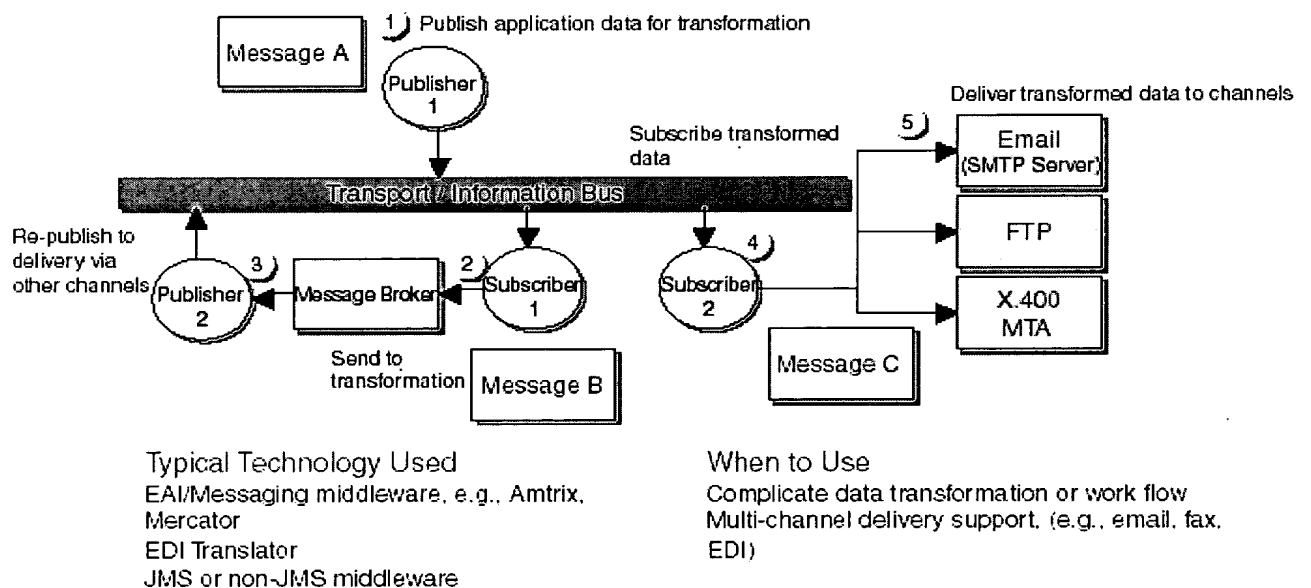 1 Publish application data for transformation
Message A
Publisher
1
Deliver transformed data to channels
Subscribe transformed
data
5
Email
(SMTP Server)
Transport / Information Bus
Re-publish to
delivery via
other channels
3
Publisher
2
Message Broker
2
Subscriber
1
4
Subscriber
2
FTP
X.400
MTA
Send to
transformation
Message B
Message C
Typical Technology Used
EAI/Messaging middleware, e.g., Amtrix,
Mercator
EDI Translator
JMS or non-JMS middleware
When to Use
Complicate data transformation or work flow
Multi-channel delivery support, (e.g., email, fax,
EDI)